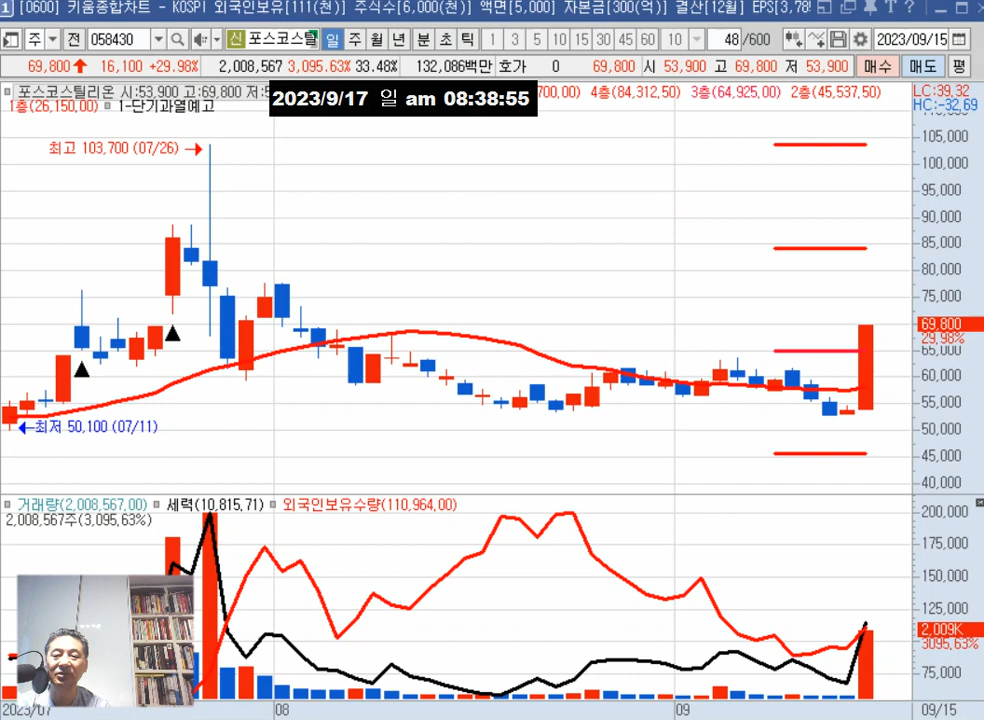 1 [0600] 키움종합차트 - KOSPI 외국인보유[111(천)] 주식수[6,000(천)] 액면[5,000] 자본금[300(억)] 결산[12월] EPS[3,78
주 전 058430 신 포스코스틸 일 주 월 년 분 초 틱 1 3 5 10 15 30 45 60 10 48 /600 2023/09/15
69,800 16,100 +29.98% 2,008,567 3,095.63% 33.48% 132,086백만 호가 0 69,800 시 53,900 고 69,800 저 53,900 매수 매도 평
포스코스틸리온 시:53,900 고:69,800 저:5
700,00) 4층(84,312,50) 3층(64,925,00) 2층(45,537,50)
LC:39,32
1층(26,150,00) 1-단기과열예고
HC:-32,69
2023/9/17 일 am 08:38:55
최고 103,700 (07/26)
최저 50,100 (07/11)
110,000
105,000
100,000
95,000
90,000
85,000
80,000
75,000
69,800
29,98%
65,000
60,000
55,000
50,000
45,000
40,000
거래량(2,008,567,00) 세력(10,815,71) 외국인보유수량(110,964,00)
2,008,567주(3,095,63%)
200,000
175,000
150,000
125,000
2,009K
3095,63%
75,000
2023/07 08 09 09/15